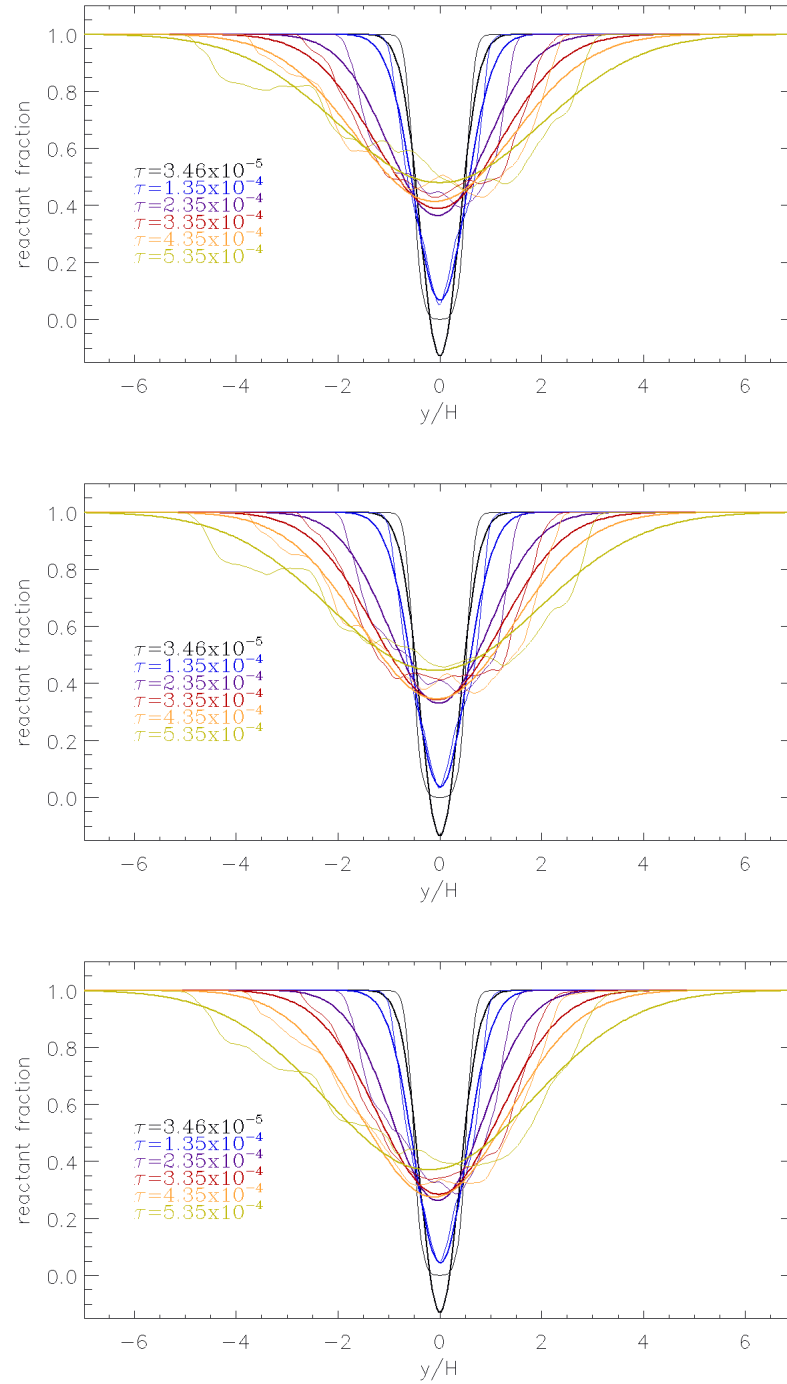 1.0
0.8
0.6
0.4
0.2
0.0
reactant fraction
τ=3.46x10⁻⁵
τ=1.35x10⁻⁴
τ=2.35x10⁻⁴
τ=3.35x10⁻⁴
τ=4.35x10⁻⁴
τ=5.35x10⁻⁴
−6 −4 −2 0 2 4 6
y/H
1.0
0.8
0.6
0.4
0.2
0.0
reactant fraction
τ=3.46x10⁻⁵
τ=1.35x10⁻⁴
τ=2.35x10⁻⁴
τ=3.35x10⁻⁴
τ=4.35x10⁻⁴
τ=5.35x10⁻⁴
−6 −4 −2 0 2 4 6
y/H
1.0
0.8
0.6
0.4
0.2
0.0
reactant fraction
τ=3.46x10⁻⁵
τ=1.35x10⁻⁴
τ=2.35x10⁻⁴
τ=3.35x10⁻⁴
τ=4.35x10⁻⁴
τ=5.35x10⁻⁴
−6 −4 −2 0 2 4 6
y/H